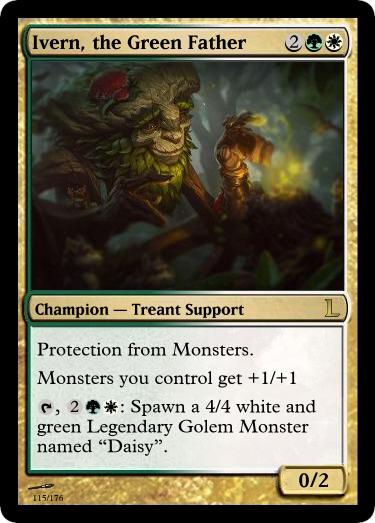 Ivern, the Green Father 2
Champion — Treant Support L
Protection from Monsters.
Monsters you control get +1/+1
, 2 : Spawn a 4/4 white and
green Legendary Golem Monster
named “Daisy”.
0/2
115/176